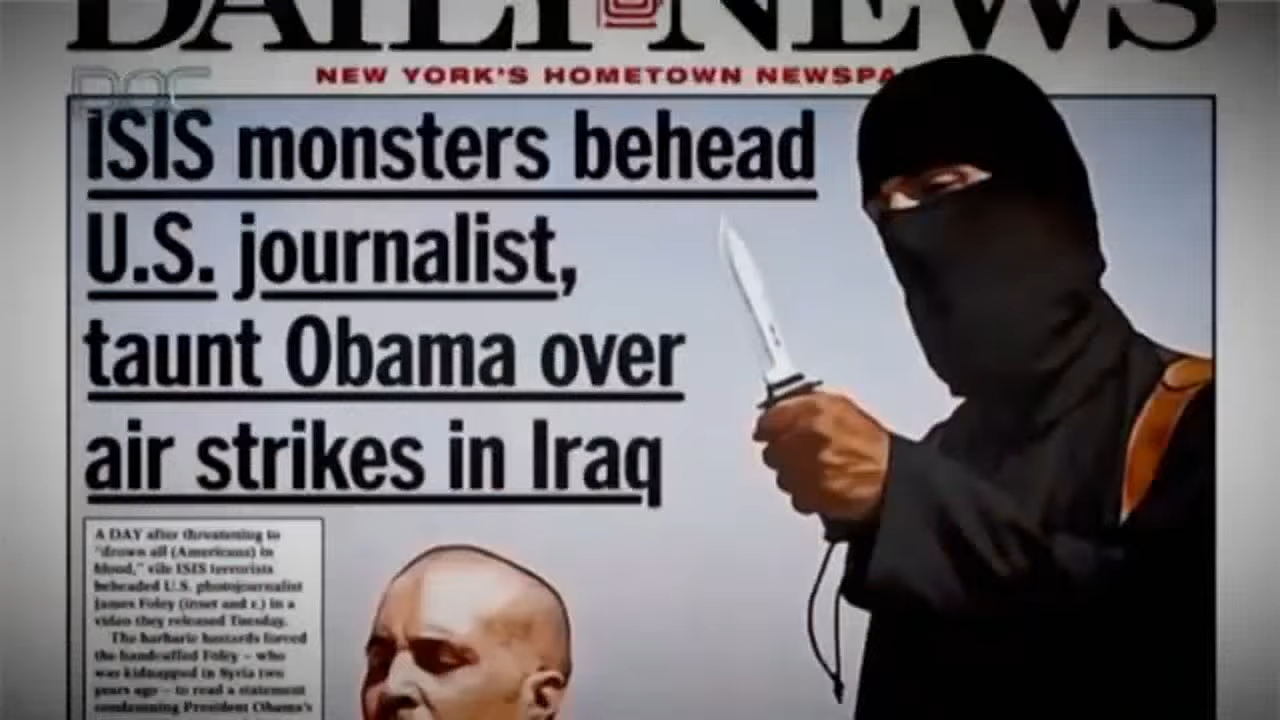 DAILY NEWS
NEW YORK'S HOMETOWN NEWSPA
DOC
ISIS monsters behead
U.S. journalist,
taunt Obama over
air strikes in Iraq
A DAY after threatening to
"drown all (Americans) in
blood," vile ISIS terrorists
beheaded U.S. photojournalist
James Foley (inset and r.) in a
video they released Tuesday.
The barbaric bastards forced
the handcuffed Foley – who
was kidnapped in Syria two
years ago – to read a statement
condemning President Obama's